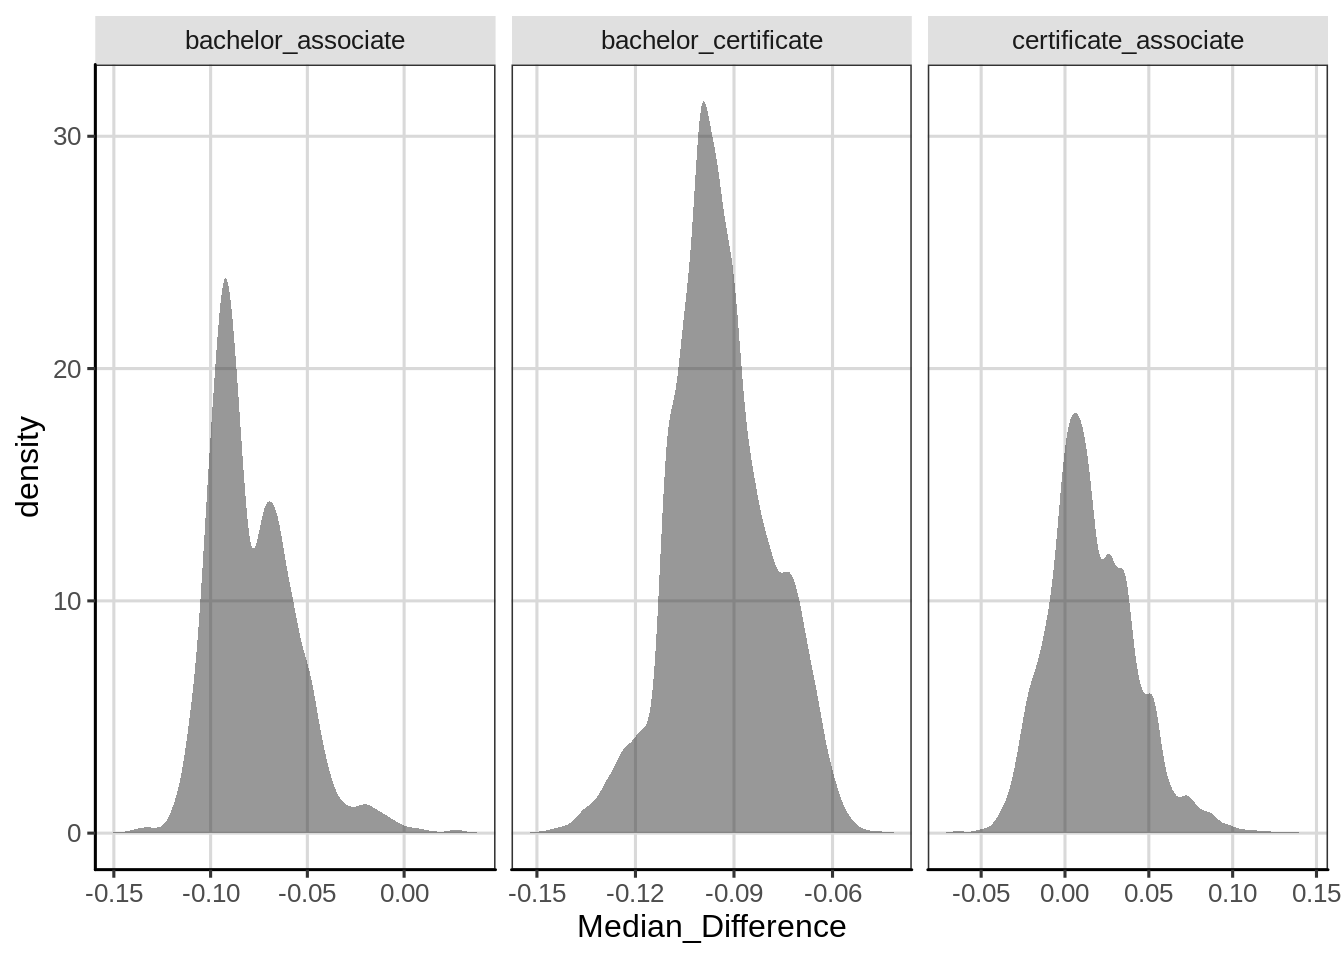 bachelor_associate bachelor_certificate certificate_associate
30
20
10
0
density
-0.15 -0.10 -0.05 0.00 -0.15 -0.12 -0.09 -0.06 -0.05 0.00 0.05 0.10 0.15
Median_Difference